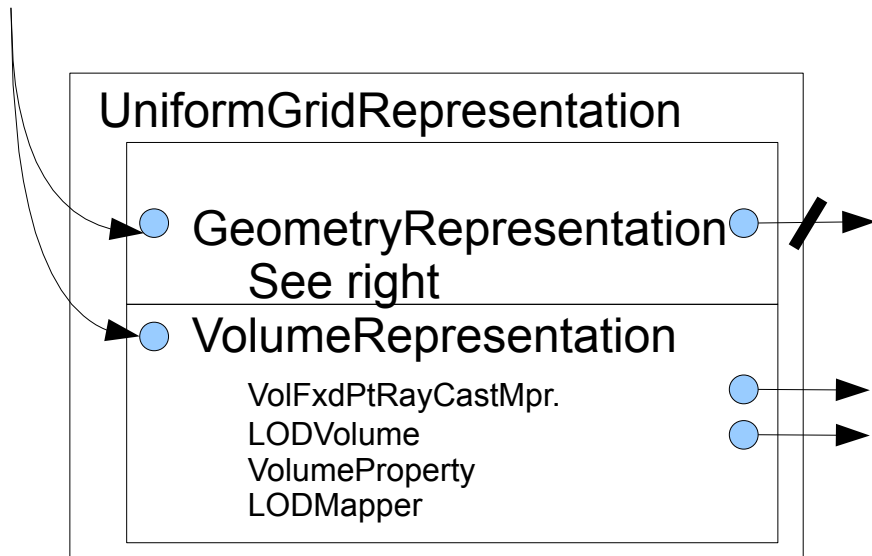 UniformGridRepresentation
GeometryRepresentation
See right
VolumeRepresentation
VolFxdPtRayCastMpr.
LODVolume
VolumeProperty
LODMapper